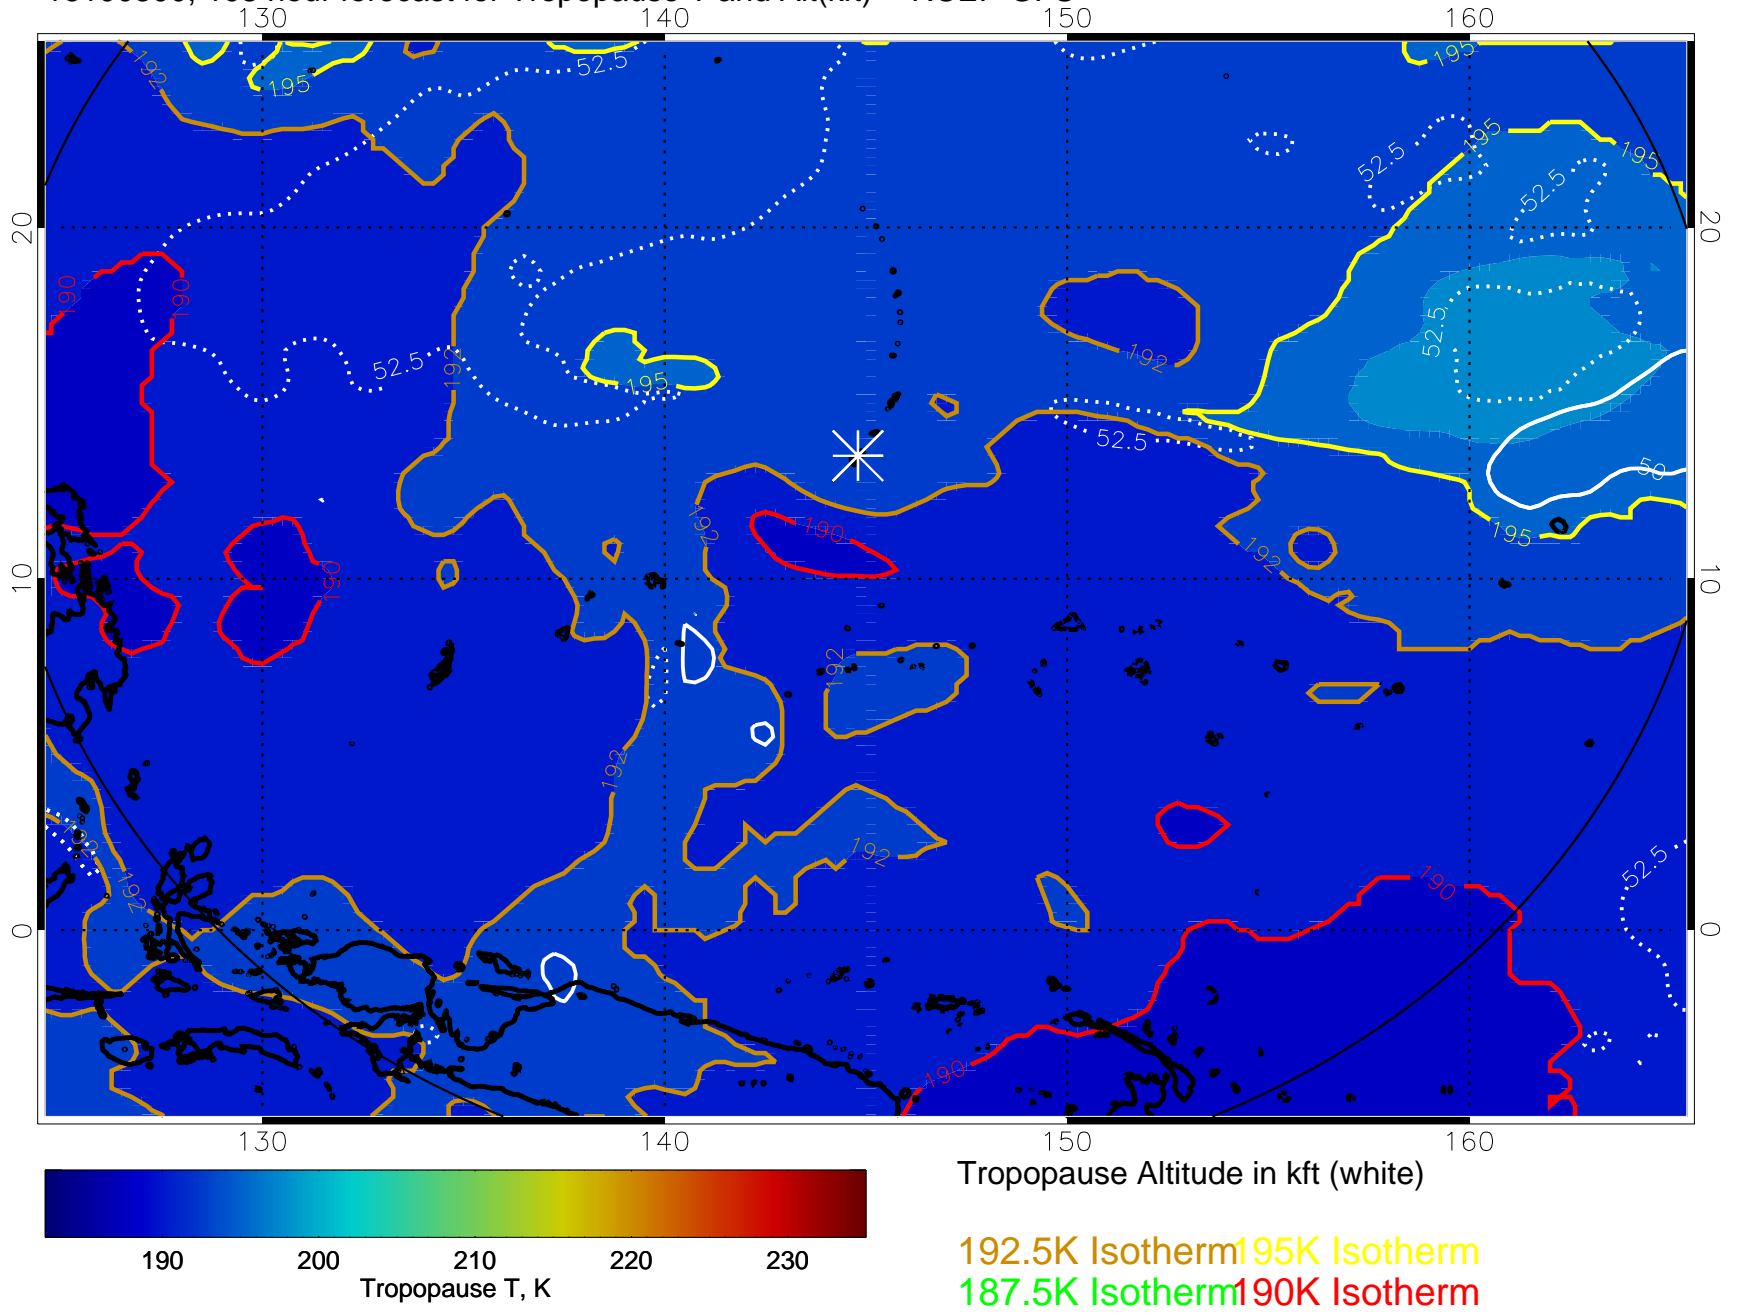 130 140 150 160
192 195 52.5 195 195 195
52.5 52.5
20 20
190 190
52.5 192 195 52.5 192
52.5 50
192 190 192 195
190
10 10
192
192
192 192
192 190 52.5
0 0
190
130 140 150 160
Tropopause Altitude in kft (white)
190 200 210 220 230
Tropopause T, K
192.5K Isotherm 195K Isotherm
187.5K Isotherm 190K Isotherm